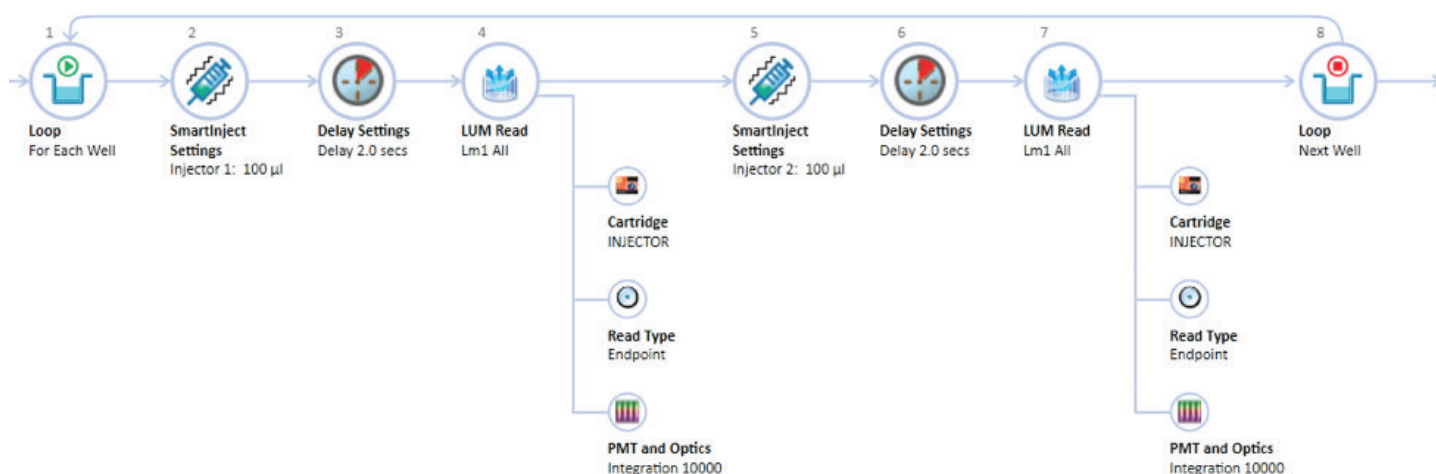 1
2
3
4
5
6
7
8
Loop
For Each Well
SmartInject
Settings
Injector 1:  100 µl
Delay Settings
Delay 2.0 secs
LUM Read
Lm1 All
SmartInject
Settings
Injector 2:  100 µl
Delay Settings
Delay 2.0 secs
LUM Read
Lm1 All
Loop
Next Well
Cartridge
INJECTOR
Read Type
Endpoint
PMT and Optics
Integration 10000
Cartridge
INJECTOR
Read Type
Endpoint
PMT and Optics
Integration 10000